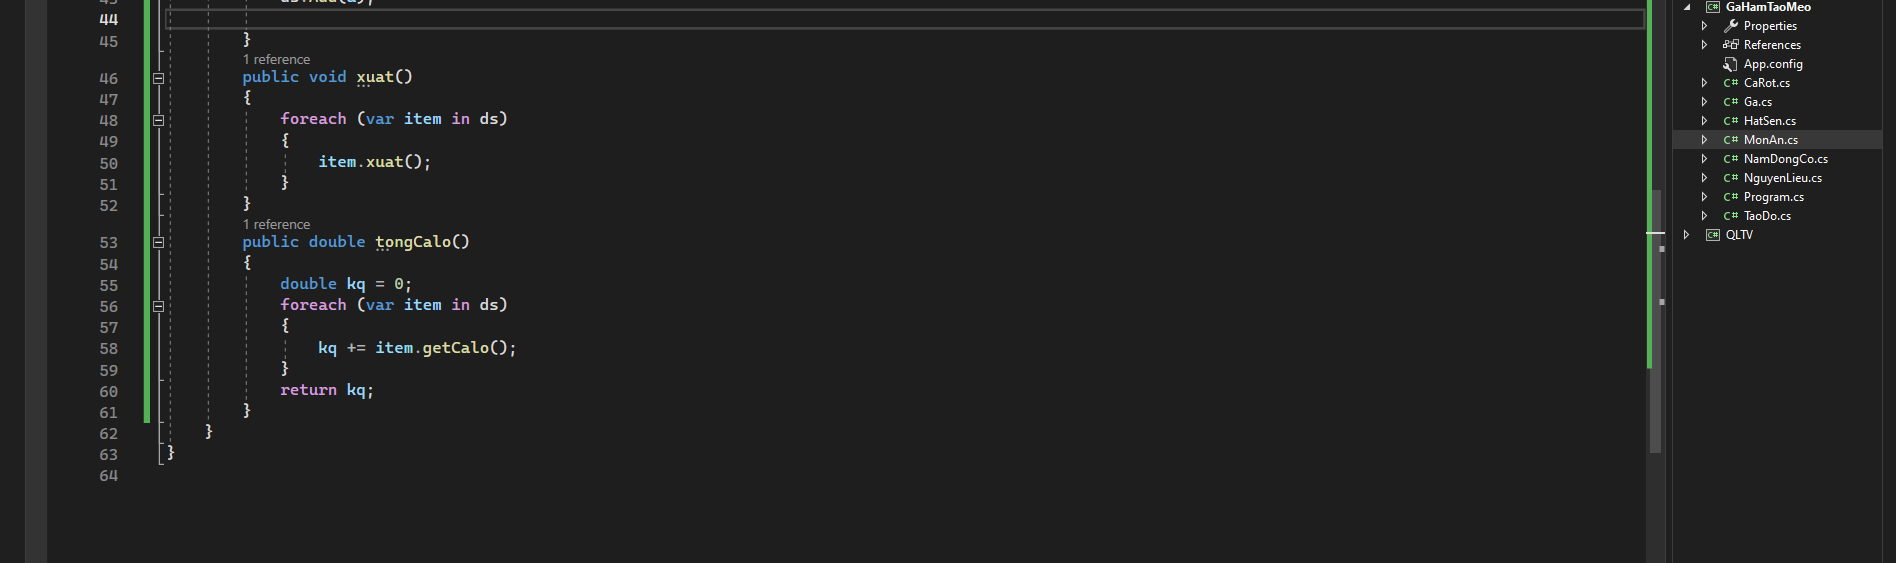 44
45 }
1 reference
46 public void xuat()
47 {
48 foreach (var item in ds)
49 {
50 item.xuat();
51 }
52 }
1 reference
53 public double tongCalo()
54 {
55 double kq = 0;
56 foreach (var item in ds)
57 {
58 kq += item.getCalo();
59 }
60 return kq;
61 }
62 }
63 }
64
C# GaHamTaoMeo
Properties
References
App.config
C# CaRot.cs
C# Ga.cs
C# HatSen.cs
C# MonAn.cs
C# NamDongCo.cs
C# NguyenLieu.cs
C# Program.cs
C# TaoDo.cs
C# QLTV